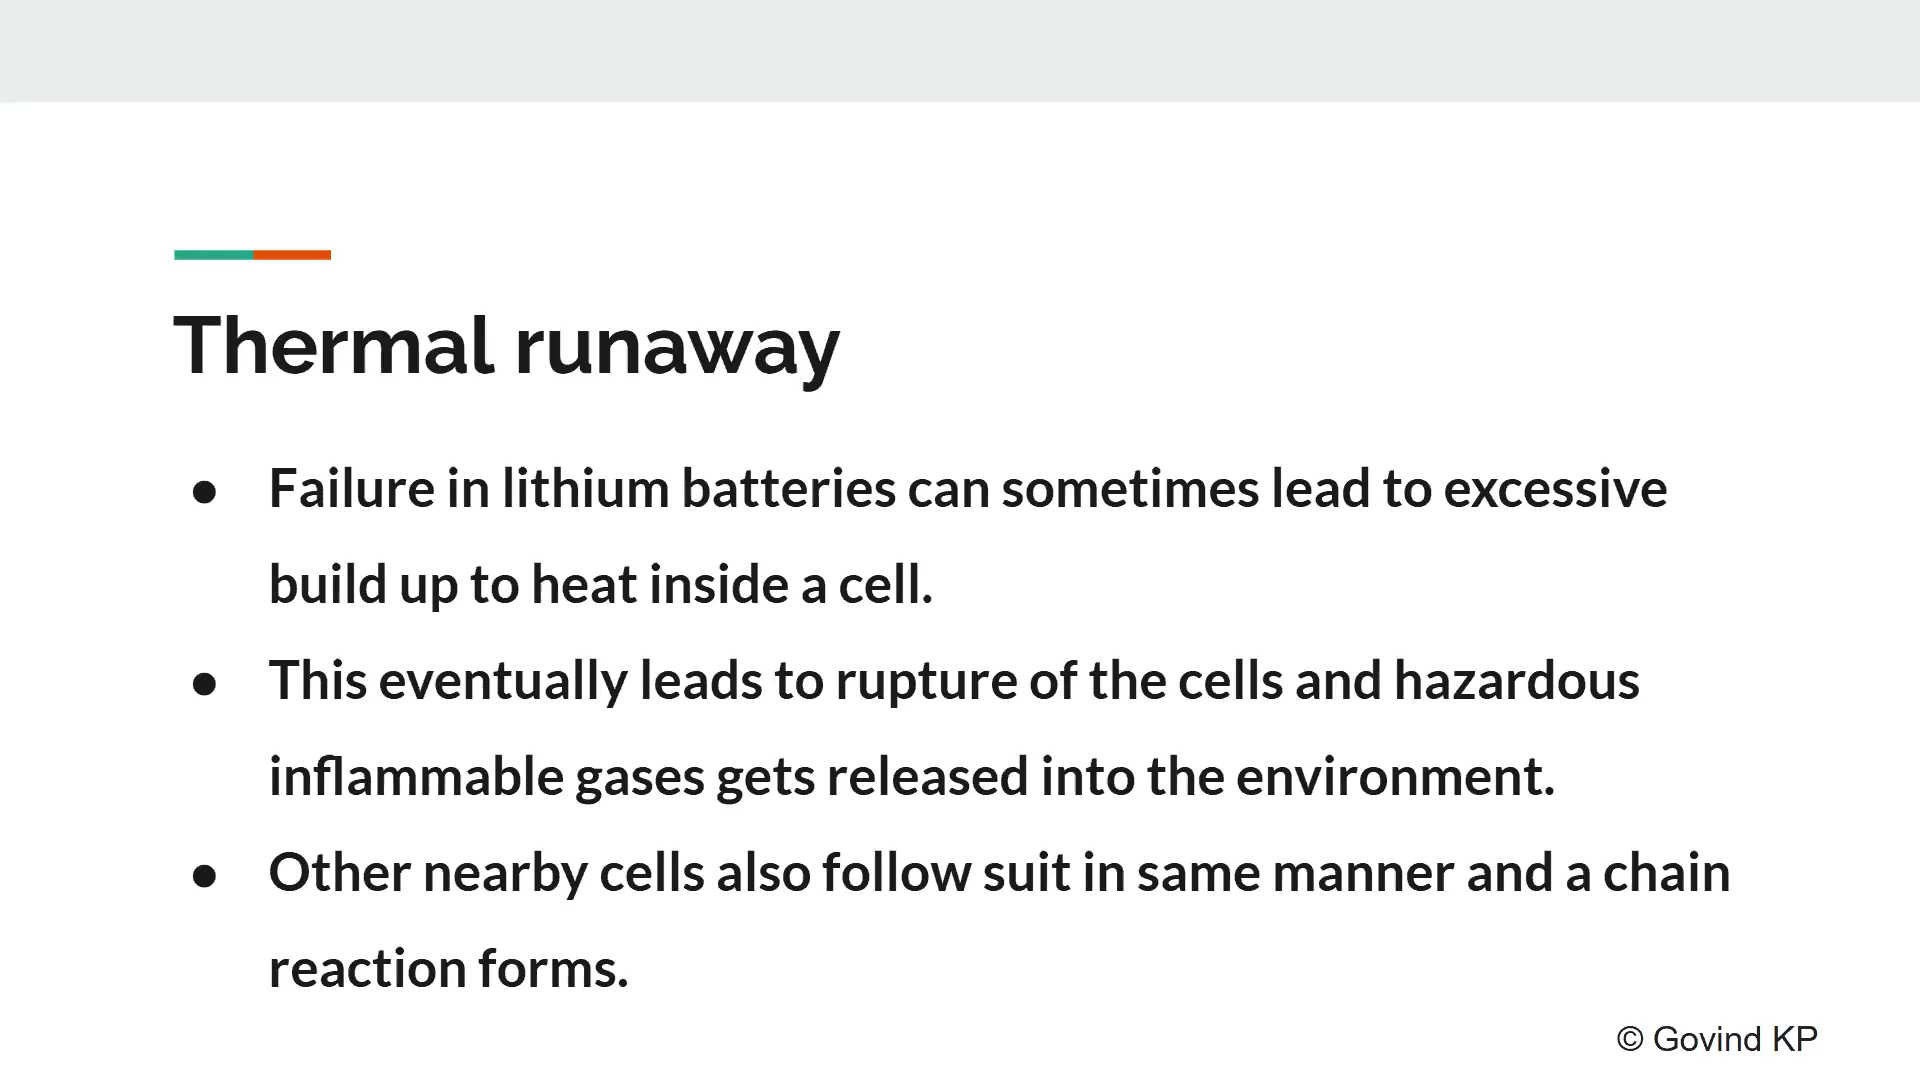 Thermal runaway
● Failure in lithium batteries can sometimes lead to excessive
build up to heat inside a cell.
● This eventually leads to rupture of the cells and hazardous
inflammable gases gets released into the environment.
● Other nearby cells also follow suit in same manner and a chain
reaction forms.
© Govind KP